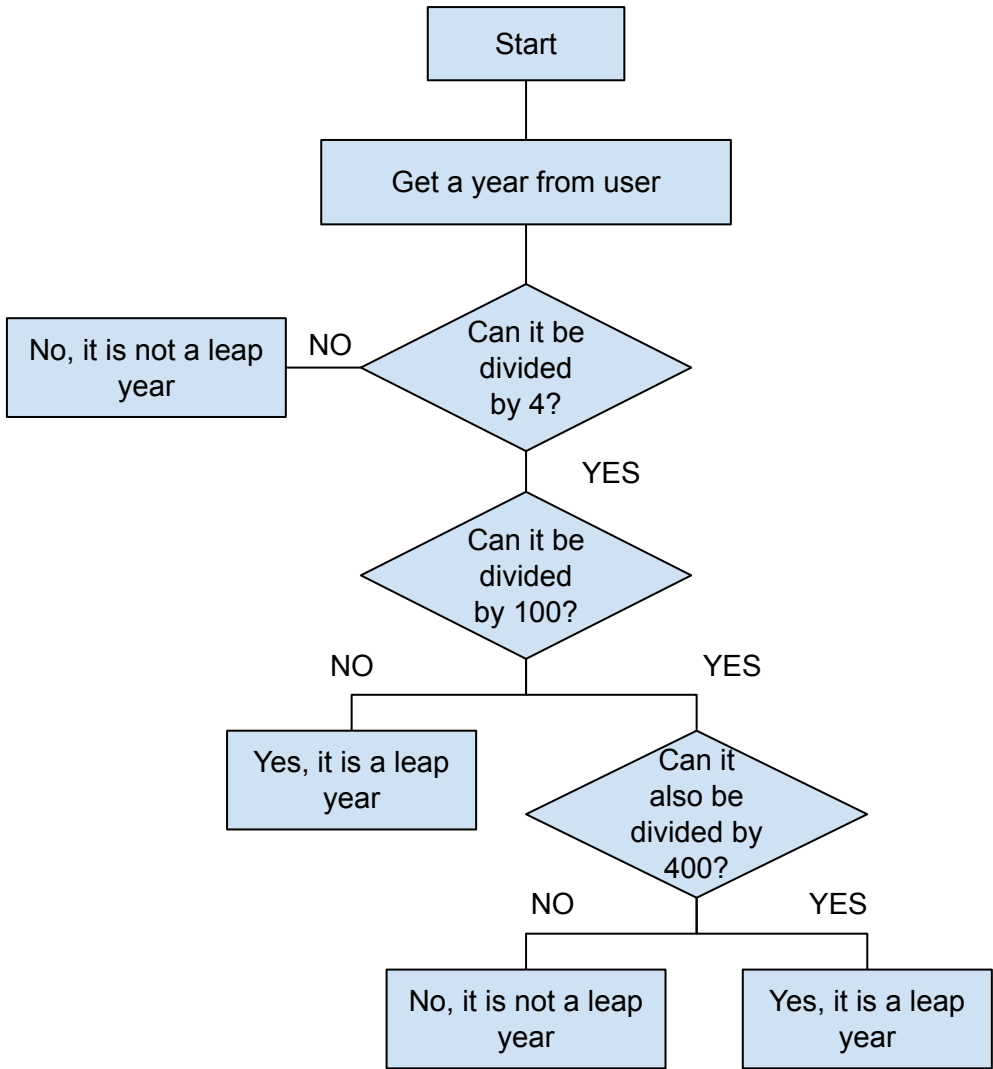 Start
Get a year from user
Can it be
divided
by 4?
NO
No, it is not a leap
year
YES
Can it be
divided
by 100?
NO
YES
Yes, it is a leap
year
Can it
also be
divided by
400?
NO
YES
No, it is not a leap
year
Yes, it is a leap
year